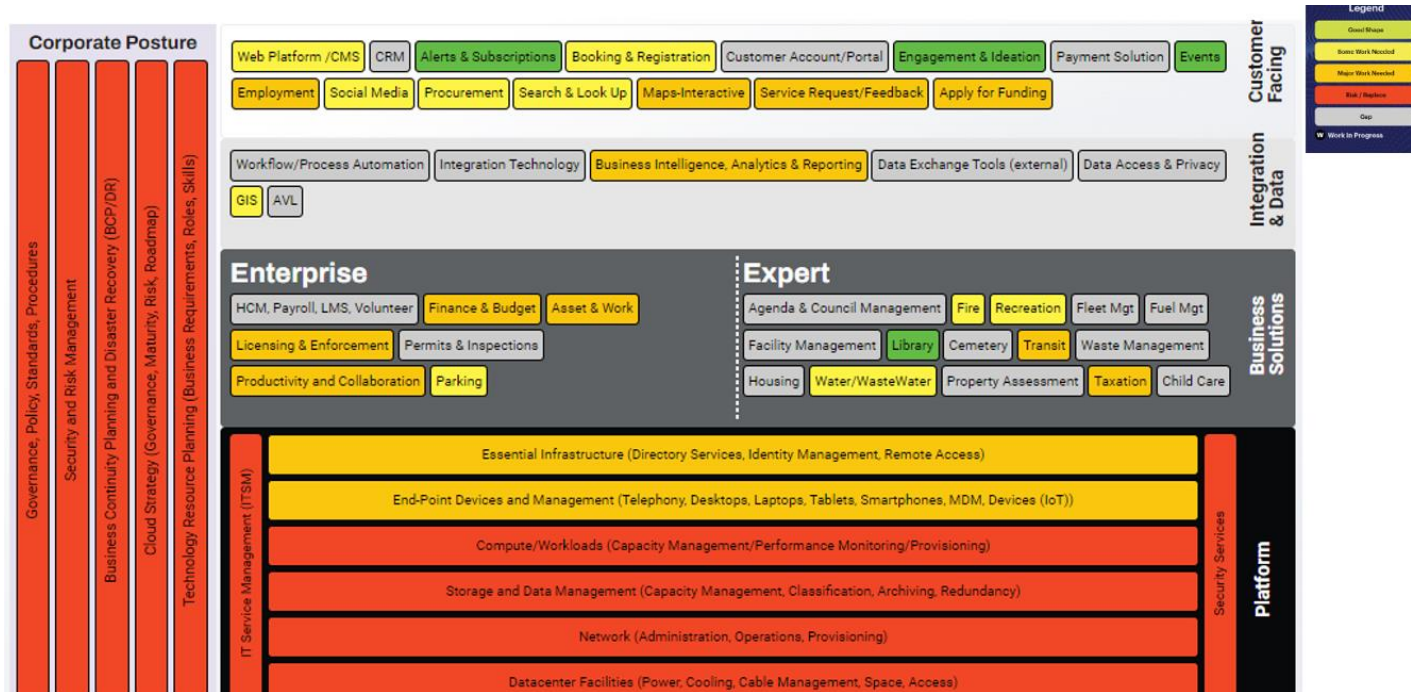 Corporate Posture
Governance, Policy, Standards, Procedures
Security and Risk Management
Business Continuity Planning and Disaster Recovery (BCP/DR)
Cloud Strategy (Governance, Maturity, Risk, Roadmap)
Technology Resource Planning (Business Requirements, Roles, Skills)
Web Platform /CMS CRM Alerts & Subscriptions Booking & Registration Customer Account/Portal Engagement & Ideation Payment Solution Events
Employment Social Media Procurement Search & Look Up Maps-Interactive Service Request/Feedback Apply for Funding
Customer
Facing
Workflow/Process Automation Integration Technology Business Intelligence, Analytics & Reporting Data Exchange Tools (external) Data Access & Privacy
GIS AVL
Integration
& Data
Enterprise
HCM, Payroll, LMS, Volunteer Finance & Budget Asset & Work
Licensing & Enforcement Permits & Inspections
Productivity and Collaboration Parking
Expert
Agenda & Council Management Fire Recreation Fleet Mgt Fuel Mgt
Facility Management Library Cemetery Transit Waste Management
Housing Water/WasteWater Property Assessment Taxation Child Care
Business
Solutions
IT Service Management (ITSM)
Essential Infrastructure (Directory Services, Identity Management, Remote Access)
End-Point Devices and Management (Telephony, Desktops, Laptops, Tablets, Smartphones, MDM, Devices (IoT))
Compute/Workloads (Capacity Management/Performance Monitoring/Provisioning)
Storage and Data Management (Capacity Management, Classification, Archiving, Redundancy)
Network (Administration, Operations, Provisioning)
Datacenter Facilities (Power, Cooling, Cable Management, Space, Access)
Security Services
Platform
Legend
Good Shape
Some Work Needed
Major Work Needed
Risk / Replace
Gap
W Work In Progress